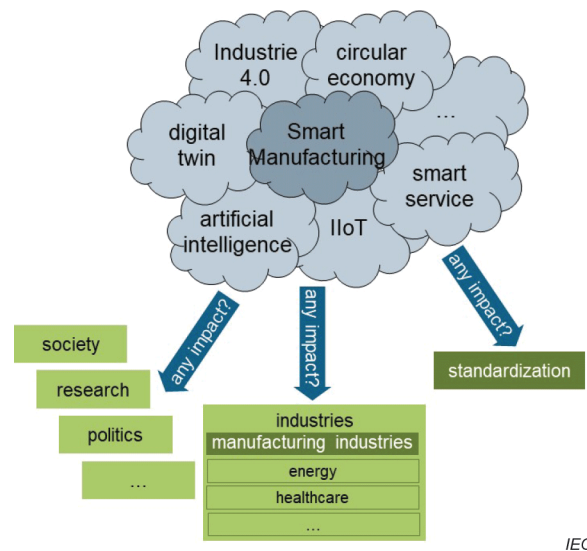 Industrie
4.0
circular
economy
...
digital
twin
Smart
Manufacturing
smart
service
artificial
intelligence
IIoT
any impact?
any impact?
any impact?
society
research
politics
...
standardization
industries
manufacturing industries
energy
healthcare
...